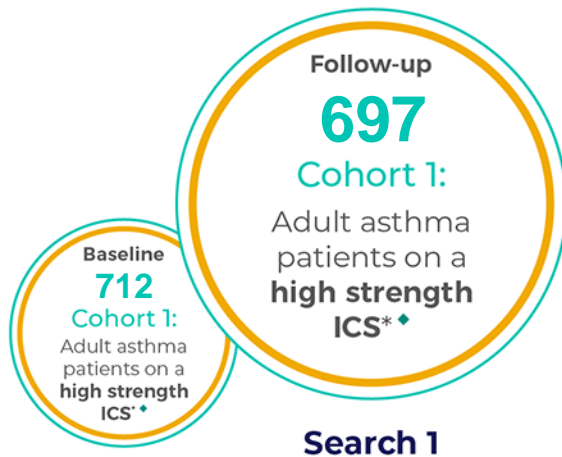 Follow-up
697
Cohort 1:
Adult asthma
patients on a
high strength
ICS*◆
Baseline
712
Cohort 1:
Adult asthma
patients on a
high strength
ICS*◆
Search 1